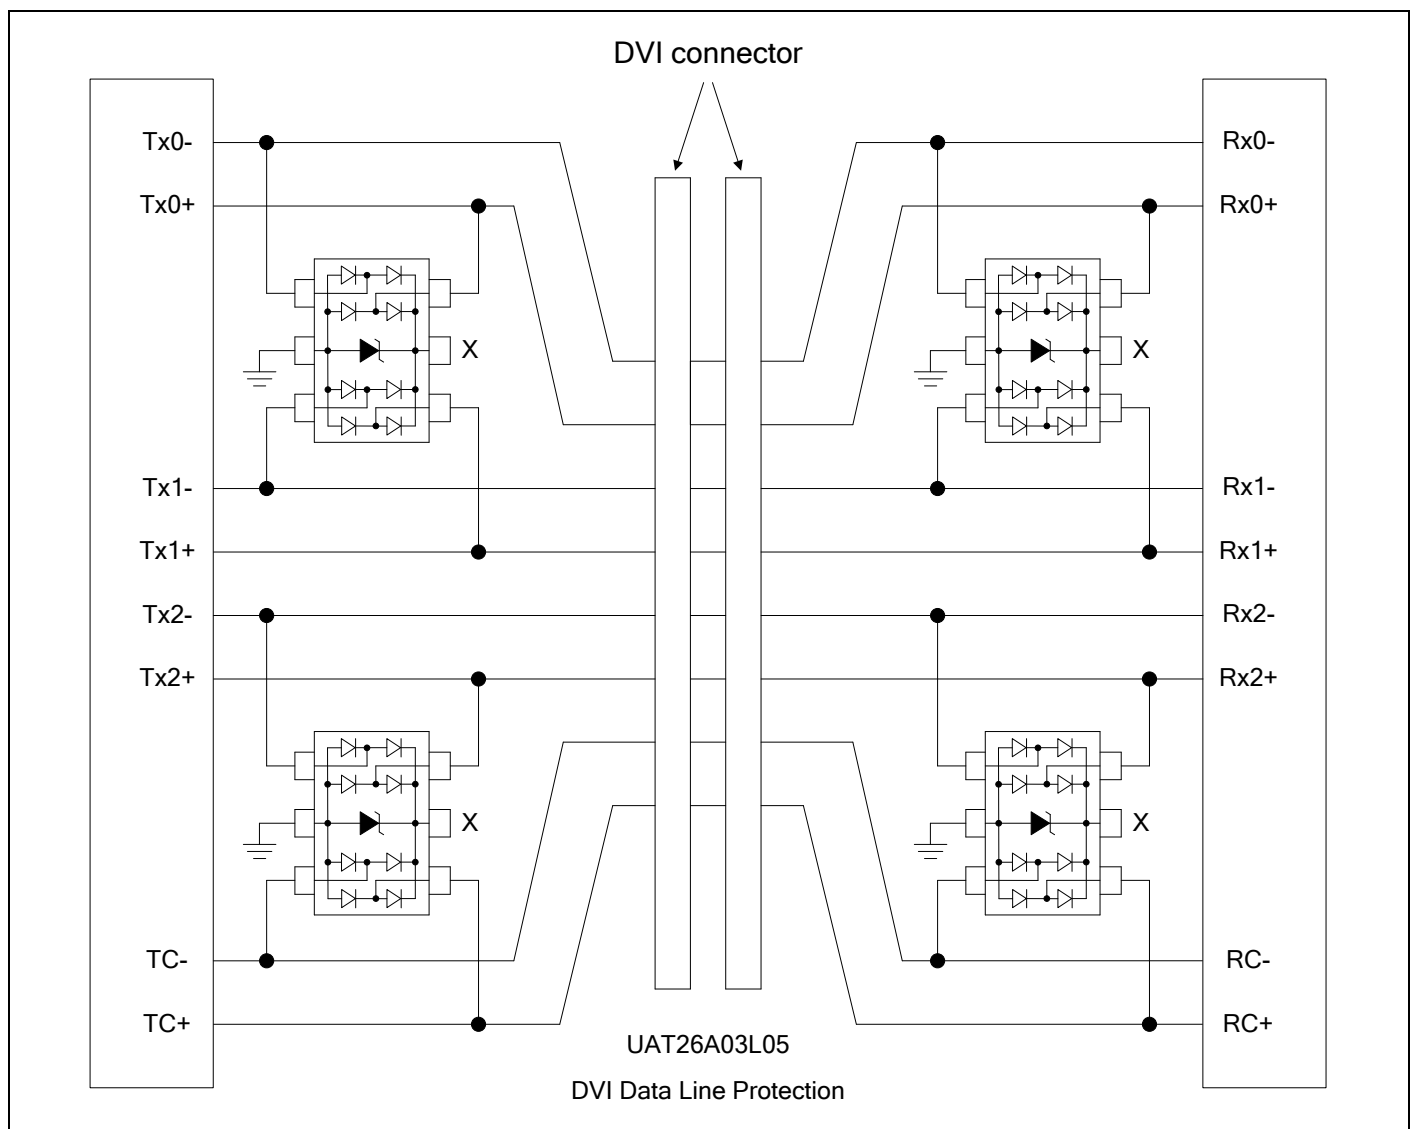 DVI connector
Tx0-
Rx0-
Tx0+
Rx0+
X
X
Tx1-
Rx1-
Tx1+
Rx1+
Tx2-
Rx2-
Tx2+
Rx2+
X
X
TC-
RC-
TC+
RC+
UAT26A03L05
DVI Data Line Protection